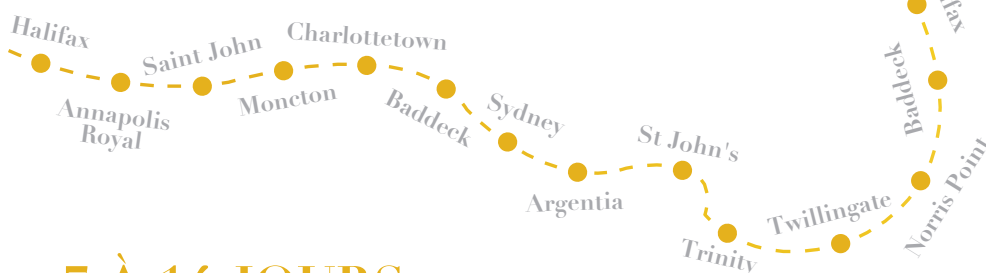 Halifax
Annapolis
Royal
Saint John
Moncton
Charlottetown
Baddeck
Sydney
Argentia
St John's
Trinity
Twillingate
Norris Point
Baddeck